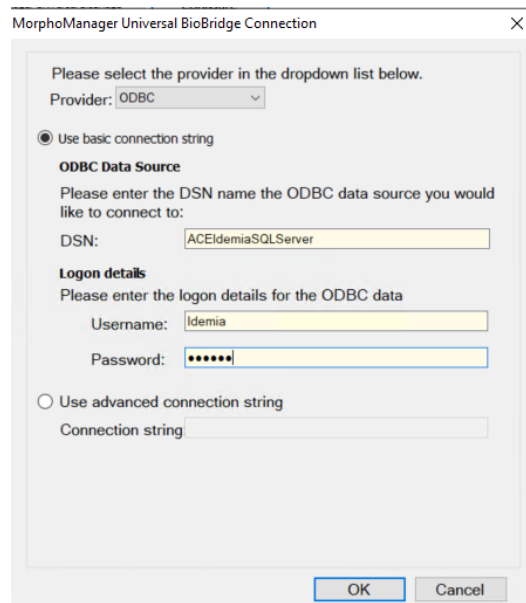 MorphoManager Universal BioBridge Connection
Please select the provider in the dropdown list below.
Provider: ODBC
Use basic connection string
ODBC Data Source
Please enter the DSN name the ODBC data source you would
like to connect to:
DSN: ACEIdemiaSQLServer
Logon details
Please enter the logon details for the ODBC data
Username: Idemia
Password: ••••••
Use advanced connection string
Connection string
OK Cancel